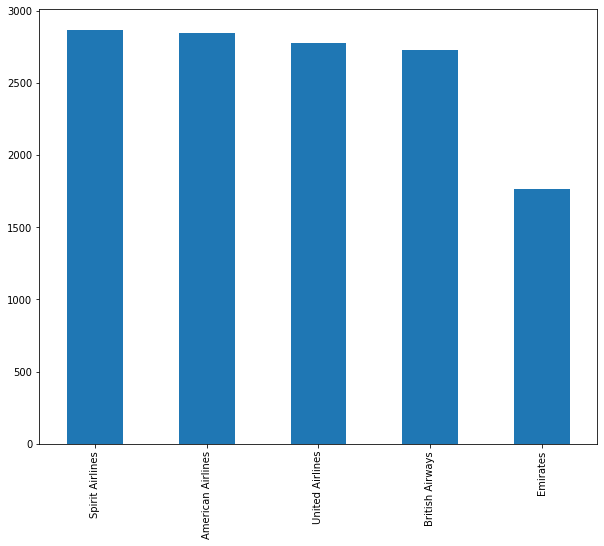 3000
2500
2000
1500
1000
500
0
Spirit Airlines
American Airlines
United Airlines
British Airways
Emirates